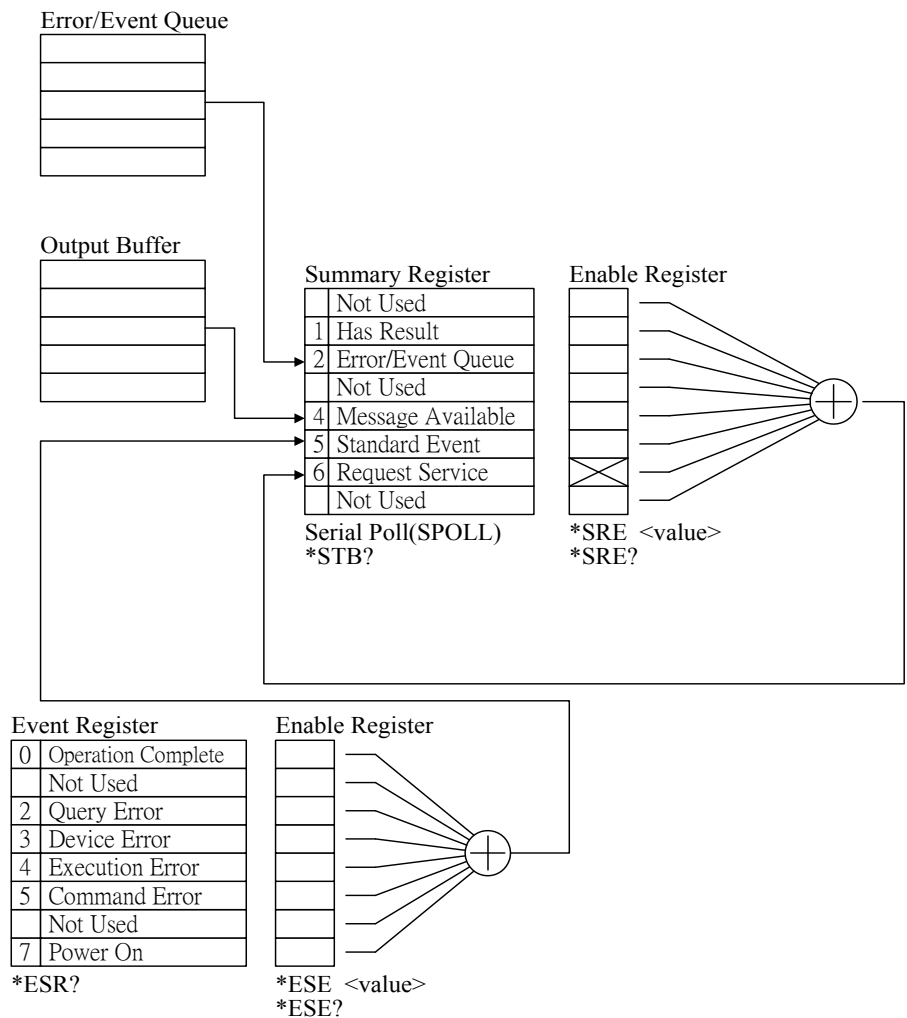 Error/Event Queue
Output Buffer
Summary Register
Not Used
1 Has Result
2 Error/Event Queue
Not Used
4 Message Available
5 Standard Event
6 Request Service
Not Used
Serial Poll(SPOLL)
*STB?
Enable Register
*SRE <value>
*SRE?
Event Register
0 Operation Complete
Not Used
2 Query Error
3 Device Error
4 Execution Error
5 Command Error
Not Used
7 Power On
*ESR?
Enable Register
*ESE <value>
*ESE?